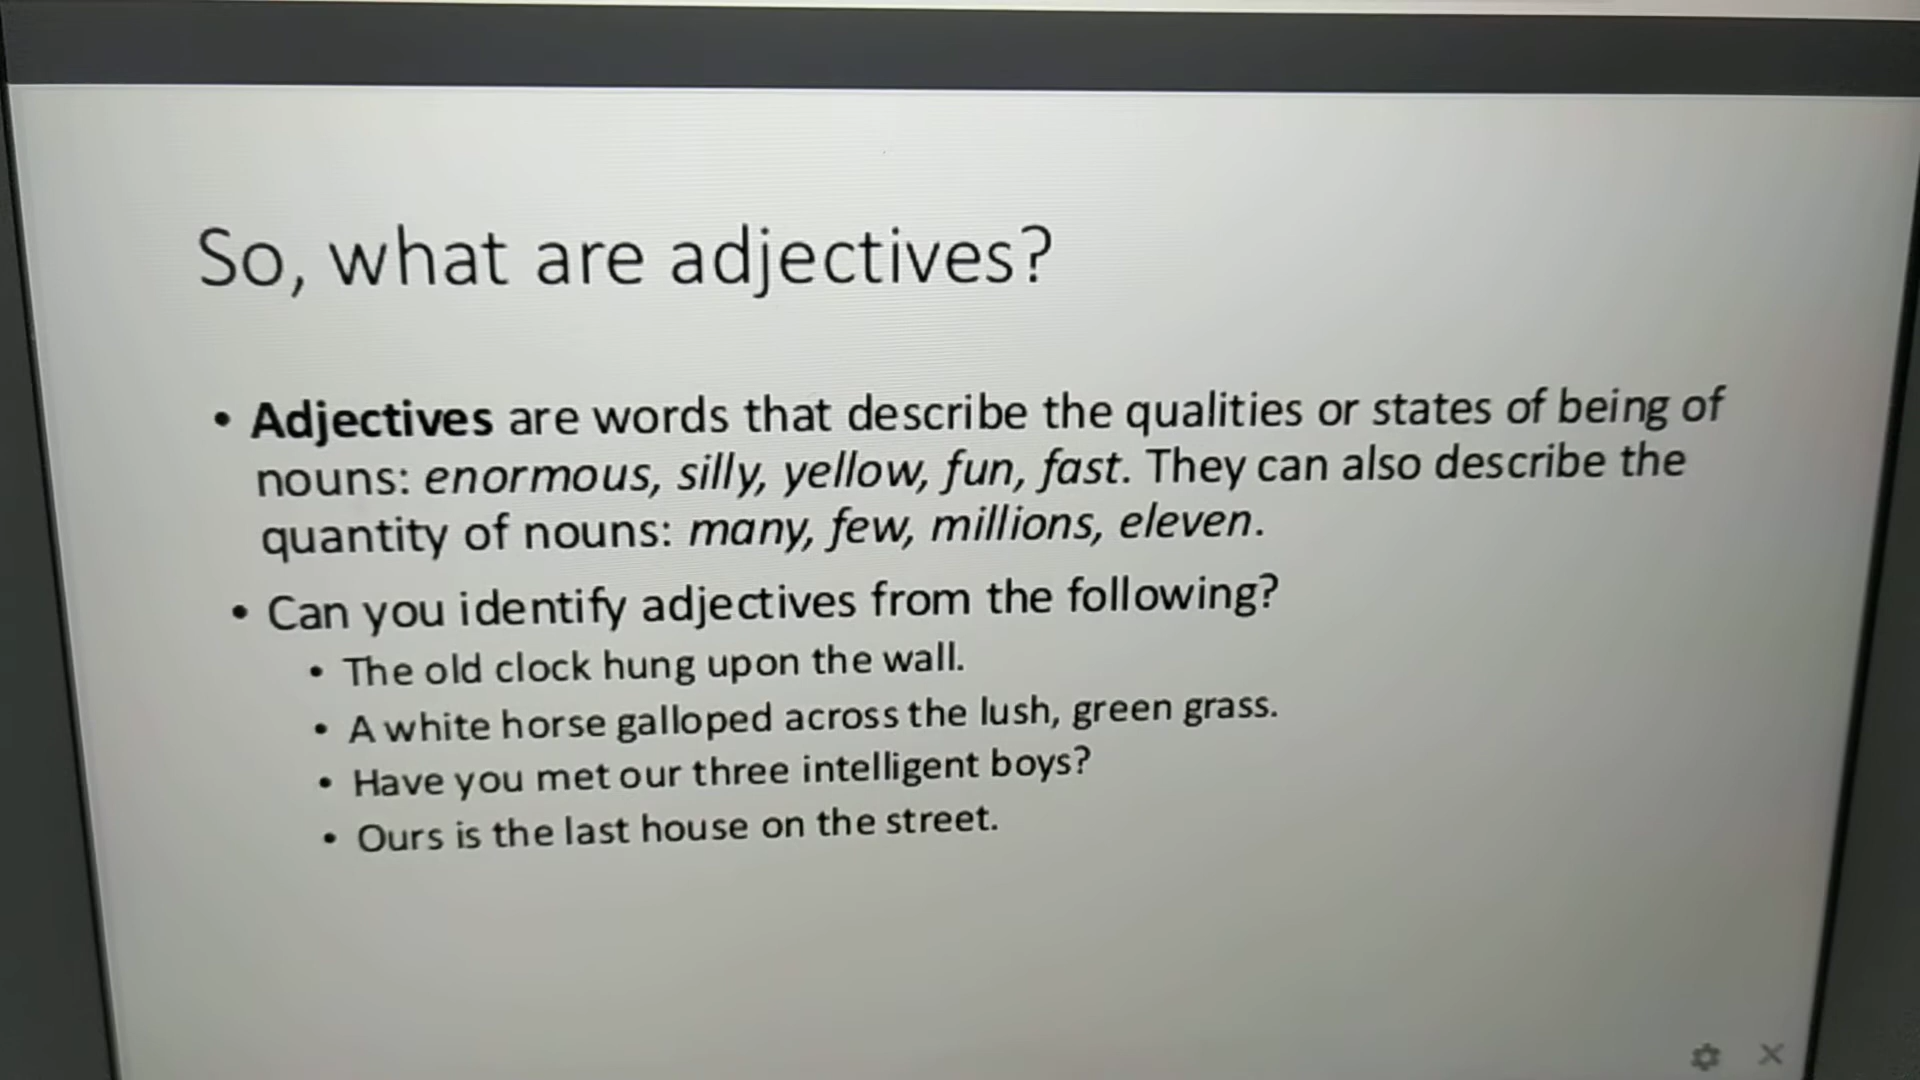 So, what are adjectives?
• Adjectives are words that describe the qualities or states of being of
nouns: enormous, silly, yellow, fun, fast. They can also describe the
quantity of nouns: many, few, millions, eleven.
• Can you identify adjectives from the following?
• The old clock hung upon the wall.
• A white horse galloped across the lush, green grass.
• Have you met our three intelligent boys?
• Ours is the last house on the street.